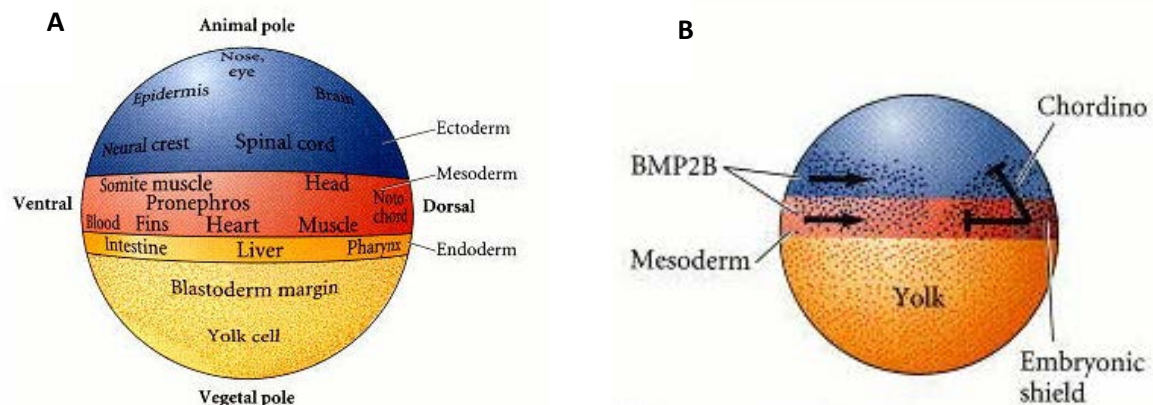 A
Animal pole
Nose,
eye
Epidermis
Brain
Neural crest
Spinal cord
Ectoderm
Mesoderm
Somite muscle
Head
Pronephros
Noto
chord
Ventral
Dorsal
Blood
Fins
Heart
Muscle
Endoderm
Intestine
Liver
Pharynx
Blastoderm margin
Yolk cell
Vegetal pole
B
Chordino
BMP2B
Mesoderm
Yolk
Embryonic
shield